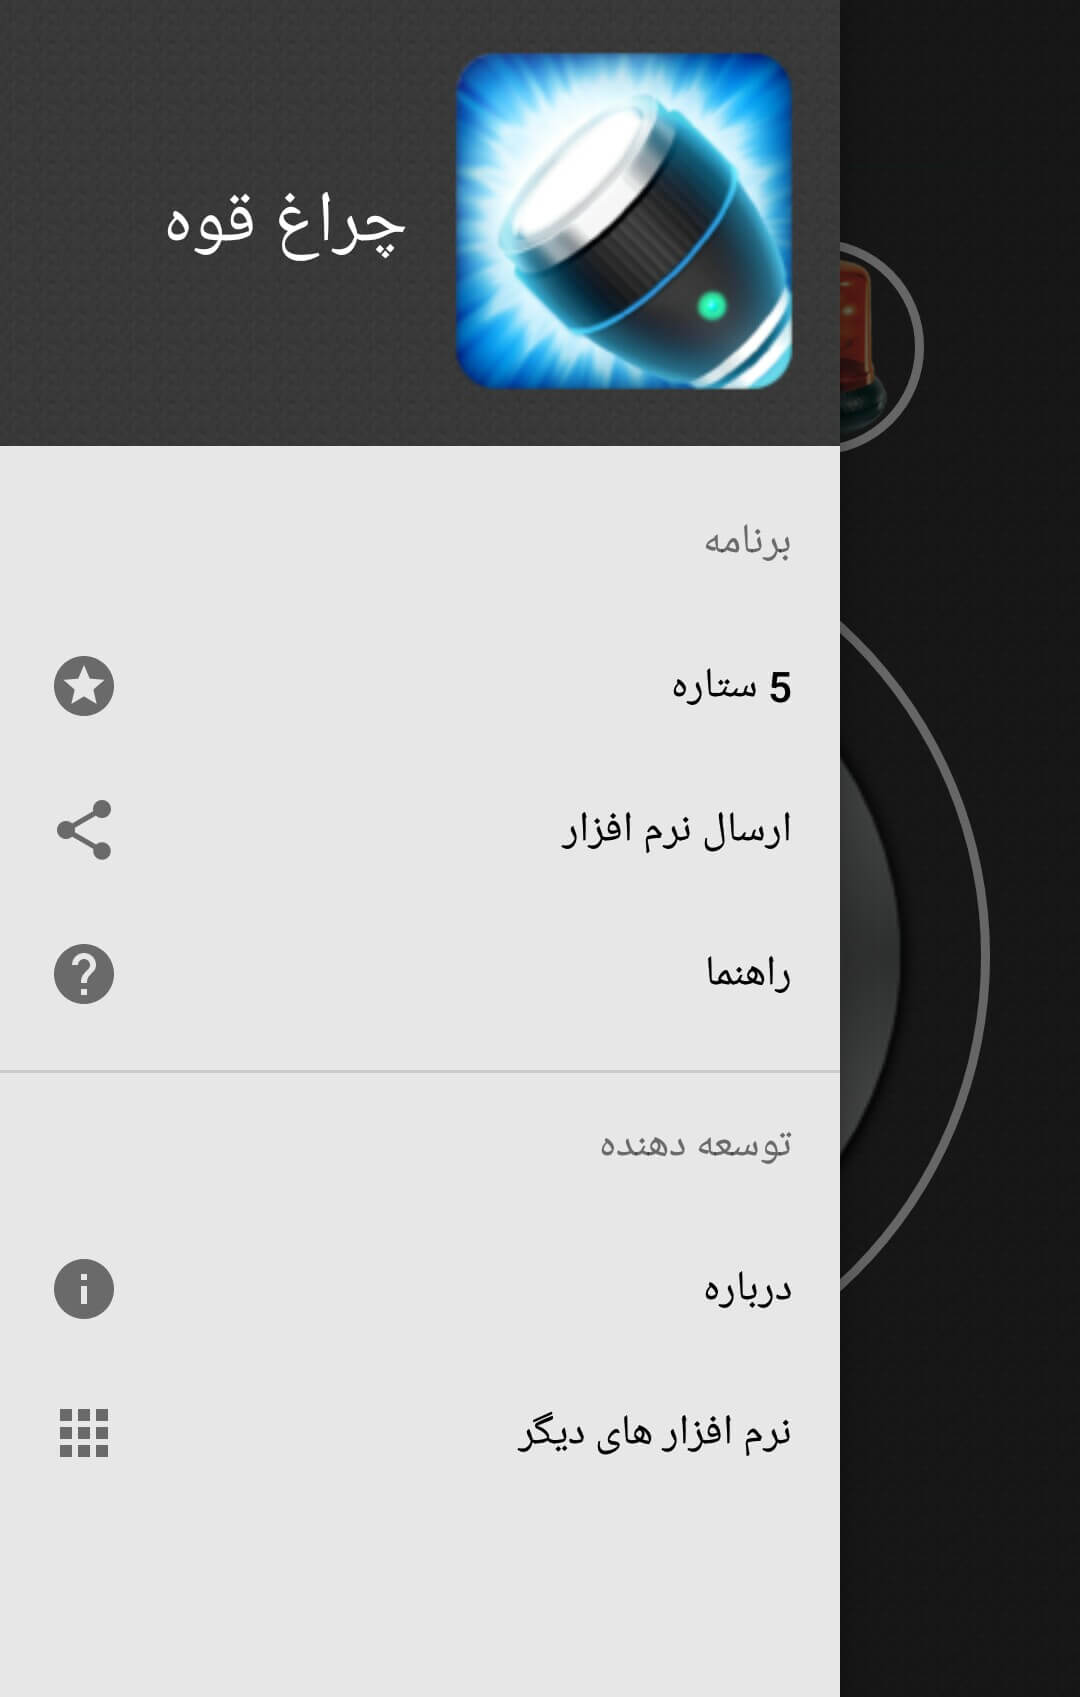 چراغ قوه
برنامه
5 ستاره
ارسال نرم افزار
راهنما
توسعه دهنده
درباره
نرم افزار های دیگر